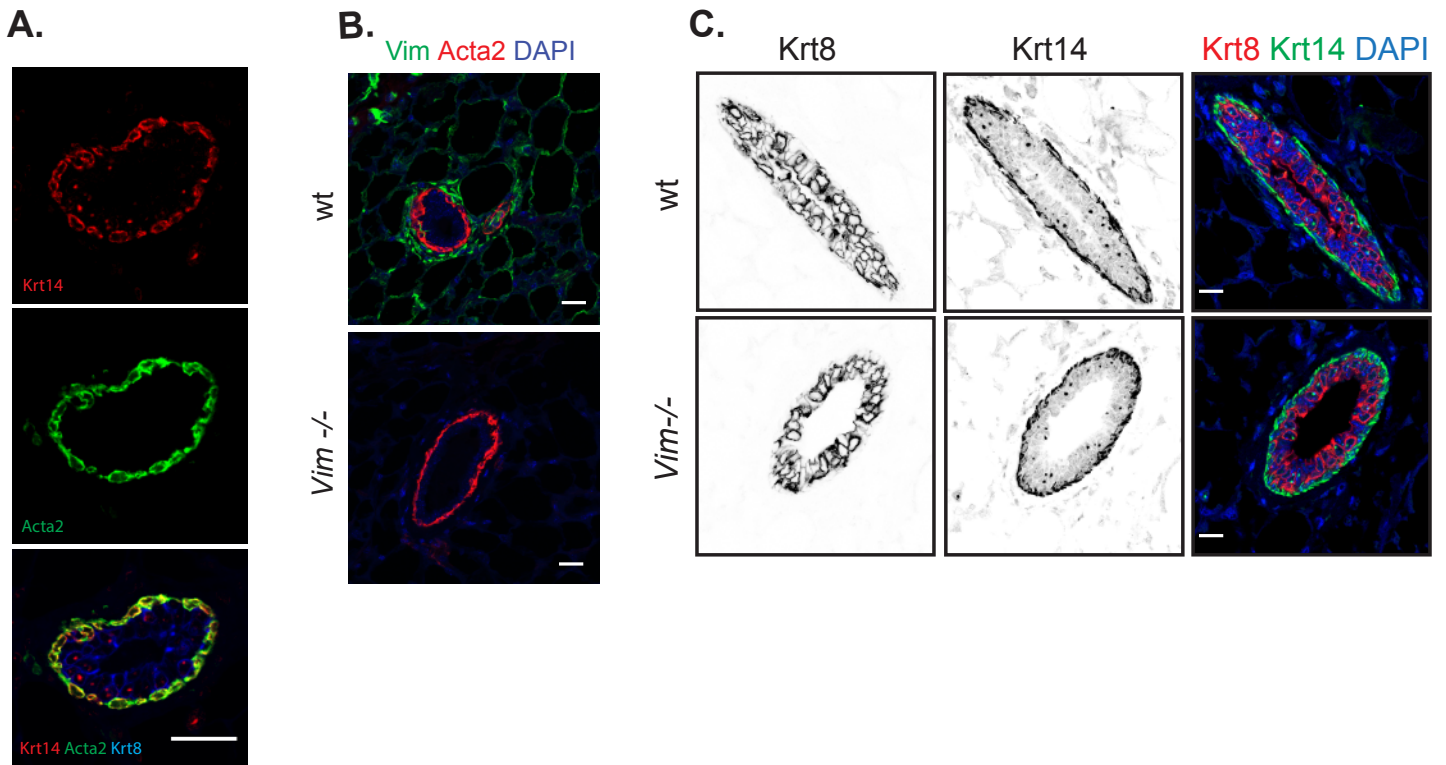 A.
Krt14
Acta2
Krt14 Acta2 Krt8
B.
Vim Acta2 DAPI
wt
Vim -/-
C.
Krt8 Krt14 Krt8 Krt14 DAPI
wt
Vim-/-